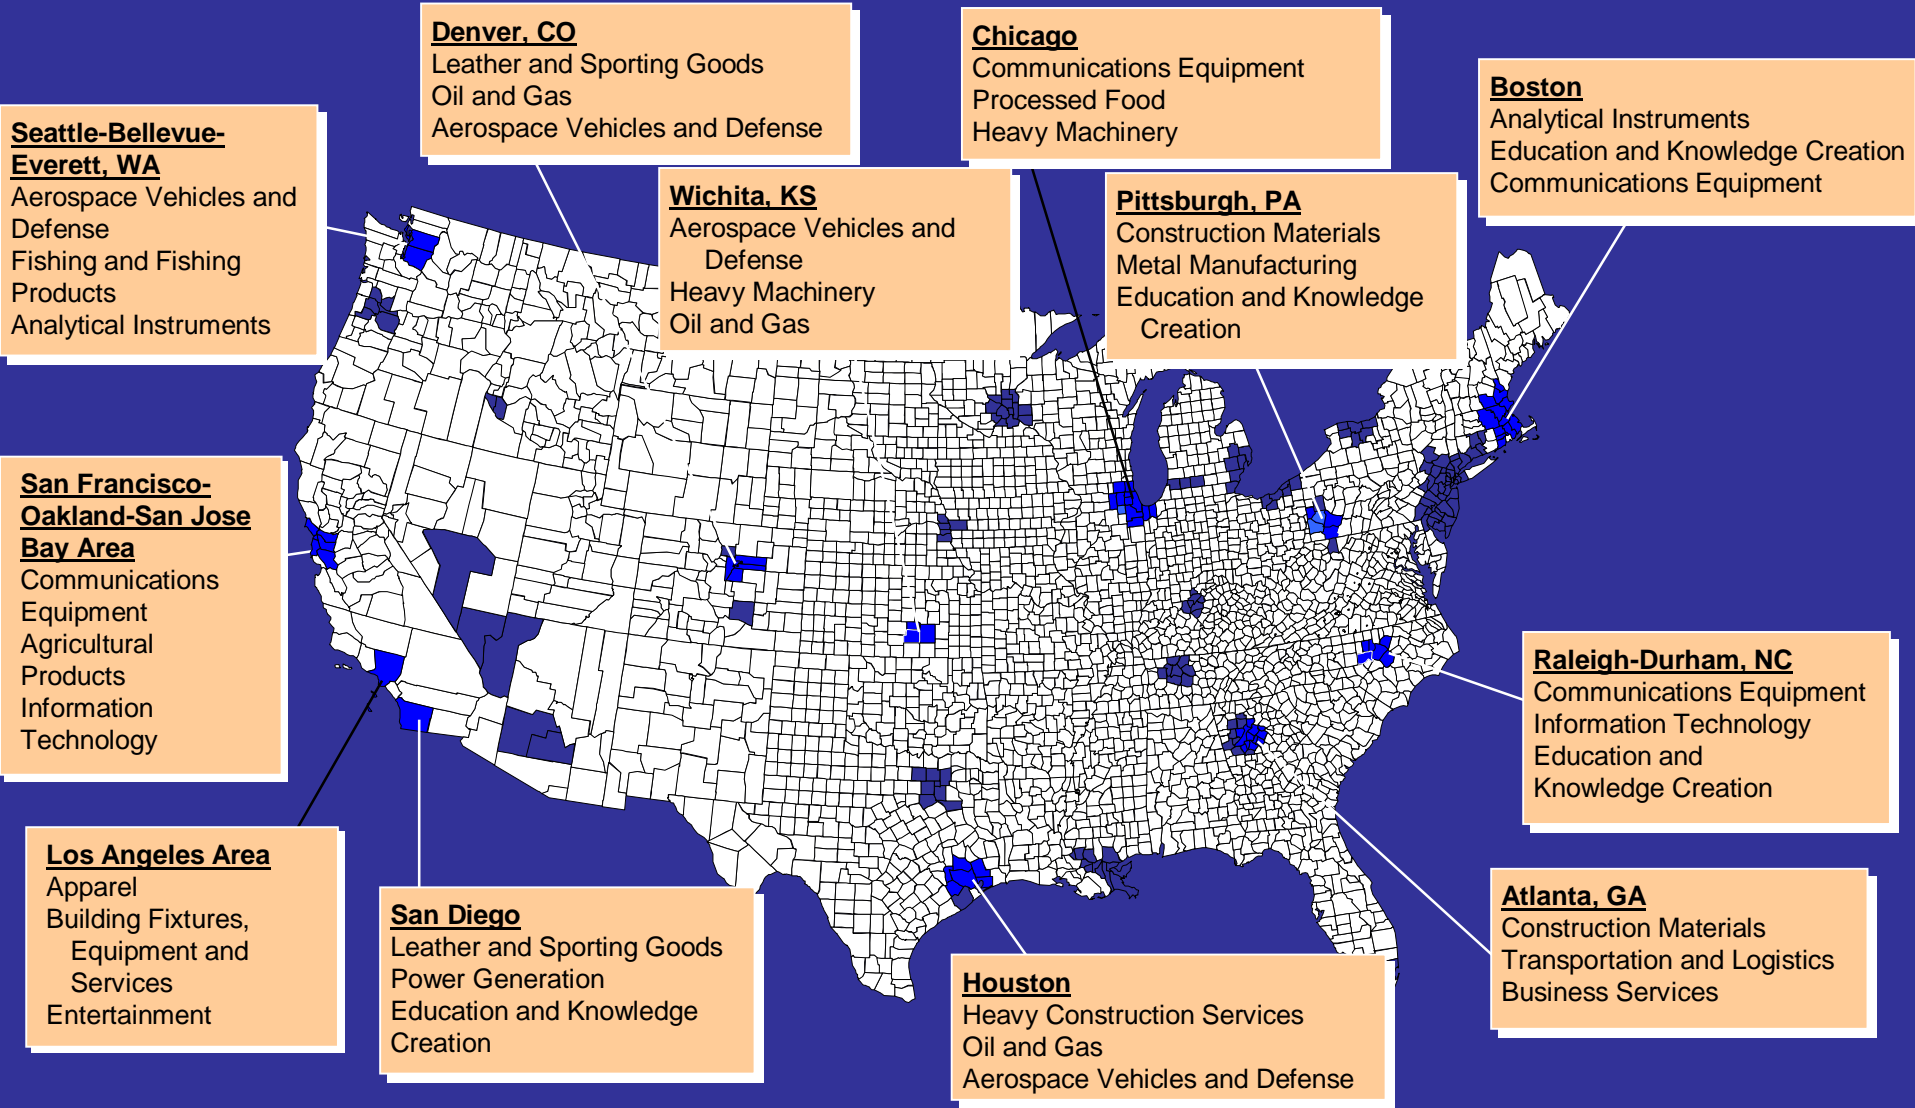 Denver, CO
Leather and Sporting Goods
Oil and Gas
Aerospace Vehicles and Defense
Chicago
Communications Equipment
Processed Food
Heavy Machinery
Boston
Analytical Instruments
Education and Knowledge Creation
Communications Equipment
Seattle-Bellevue-
Everett, WA
Aerospace Vehicles and
Defense
Fishing and Fishing
Products
Analytical Instruments
Wichita, KS
Aerospace Vehicles and
Defense
Heavy Machinery
Oil and Gas
Pittsburgh, PA
Construction Materials
Metal Manufacturing
Education and Knowledge
Creation
San Francisco-
Oakland-San Jose
Bay Area
Communications
Equipment
Agricultural
Products
Information
Technology
Raleigh-Durham, NC
Communications Equipment
Information Technology
Education and
Knowledge Creation
Los Angeles Area
Apparel
Building Fixtures,
Equipment and
Services
Entertainment
San Diego
Leather and Sporting Goods
Power Generation
Education and Knowledge
Creation
Houston
Heavy Construction Services
Oil and Gas
Aerospace Vehicles and Defense
Atlanta, GA
Construction Materials
Transportation and Logistics
Business Services